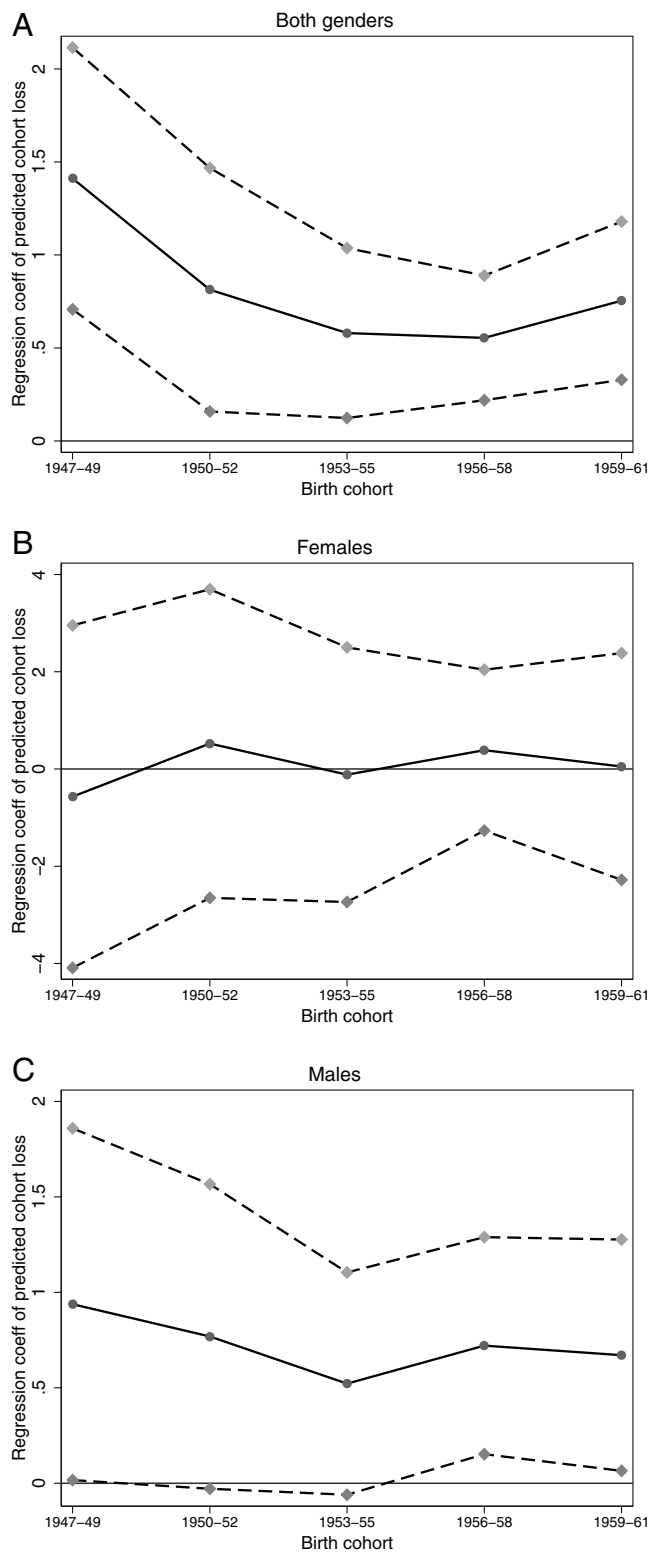 A
Both genders
Regression coeff of predicted cohort loss
2
1.5
1
.5
0
1947–49 1950–52 1953–55 1956–58 1959–61
Birth cohort
B
Females
Regression coeff of predicted cohort loss
4
2
0
−2
−4
1947–49 1950–52 1953–55 1956–58 1959–61
Birth cohort
C
Males
Regression coeff of predicted cohort loss
2
1.5
1
.5
0
1947–49 1950–52 1953–55 1956–58 1959–61
Birth cohort